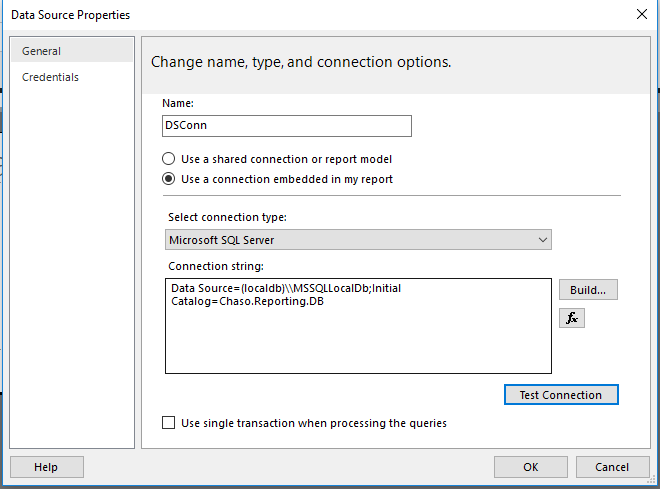 Data Source Properties
General
Credentials
Change name, type, and connection options.
Name:
DSConn
Use a shared connection or report model
Use a connection embedded in my report
Select connection type:
Microsoft SQL Server
Connection string:
Data Source=(localdb)\\MSSQLLocalDb;Initial
Catalog=Chaso.Reporting.DB
Build...
fx
Test Connection
Use single transaction when processing the queries
Help
OK
Cancel